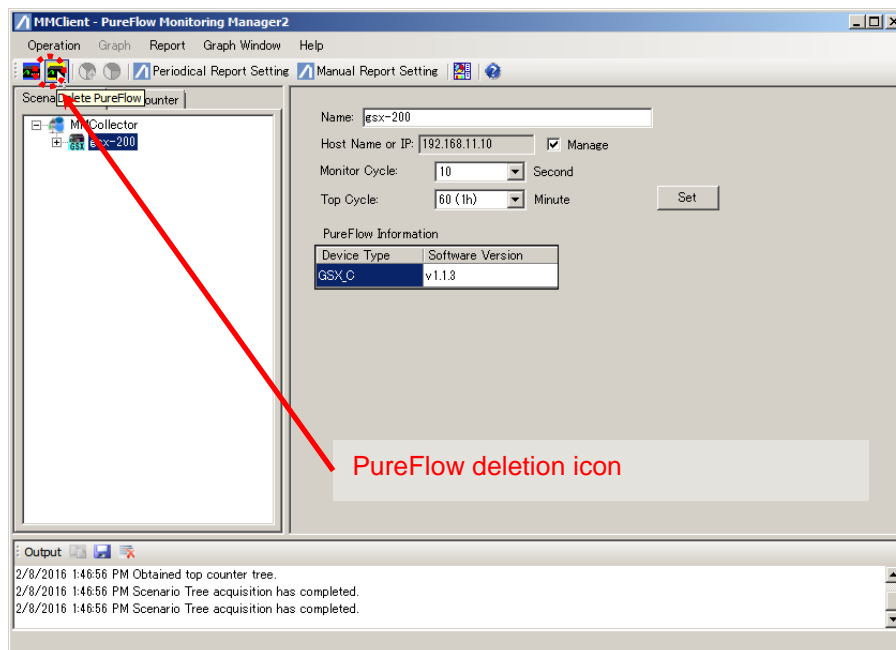 MMClient - PureFlow Monitoring Manager2
Operation Graph Report Graph Window Help
Periodical Report Setting Manual Report Setting
Delete PureFlow
Scena ounter
MMCollector
gsx-200
Name: gsx-200
Host Name or IP: 192.168.11.10 Manage
Monitor Cycle: 10 Second
Top Cycle: 60 (1h) Minute Set
PureFlow Information
Device Type Software Version
GSX_C v1.1.3
PureFlow deletion icon
Output
2/8/2016 1:46:56 PM Obtained top counter tree.
2/8/2016 1:46:56 PM Scenario Tree acquisition has completed.
2/8/2016 1:46:56 PM Scenario Tree acquisition has completed.